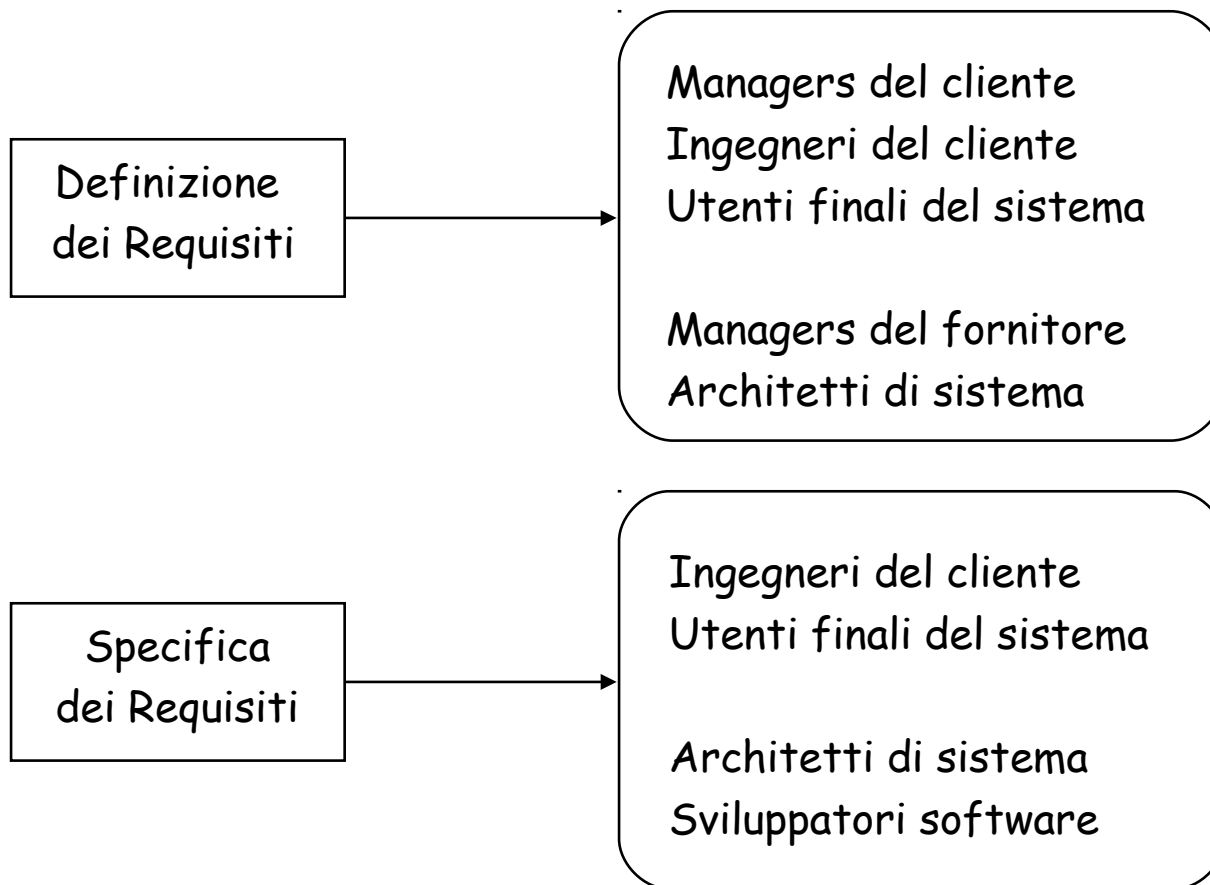 Definizione
dei Requisiti
Managers del cliente
Ingegneri del cliente
Utenti finali del sistema
Managers del fornitore
Architetti di sistema
Specifica
dei Requisiti
Ingegneri del cliente
Utenti finali del sistema
Architetti di sistema
Sviluppatori software